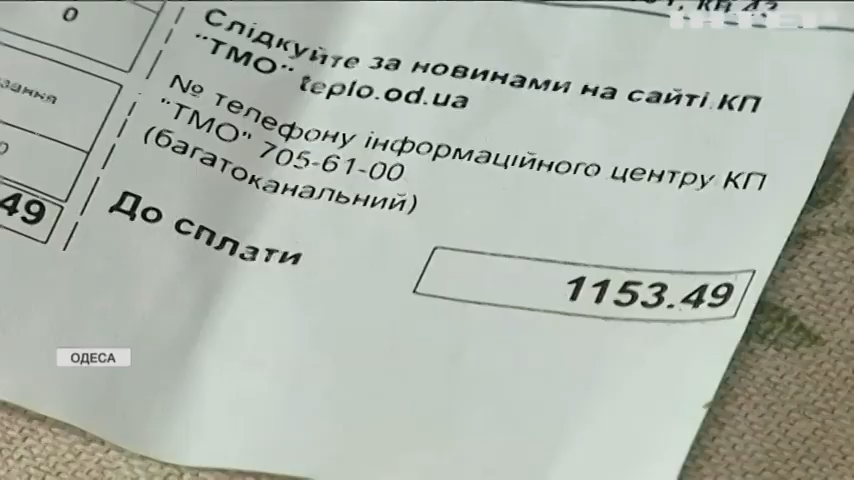 ІНТЕР
0
Слідкуйте за новинами на сайті КП
"ТМО" teplo.od.ua
№ телефону інформаційного центру КП
"ТМО" 705-61-00
(багатоканальний)
49
До сплати
1153.49
ОДЕСА